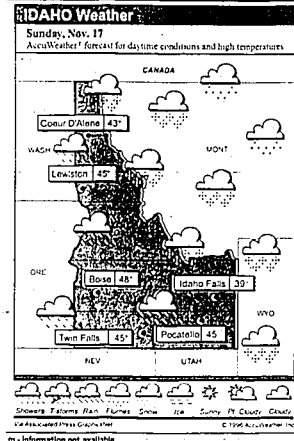 IDAHO Weather
Sunday, Nov. 17
AccuWeather® forecast for daytime conditions and high temperatures
CANADA
Coeur D'Alene 43°
WASH
MONT
Lewiston 45°
ORE
Boise 48°
Idaho Falls 39°
WYO
Twin Falls 45°
Pocatello 45
NEV
UTAH
Showers T-storms Rain Flurries Snow Ice Sunny Pt. Cloudy Cloudy
Via Associated Press GraphicsNet
© 1996 AccuWeather, Inc.
m - Information not available